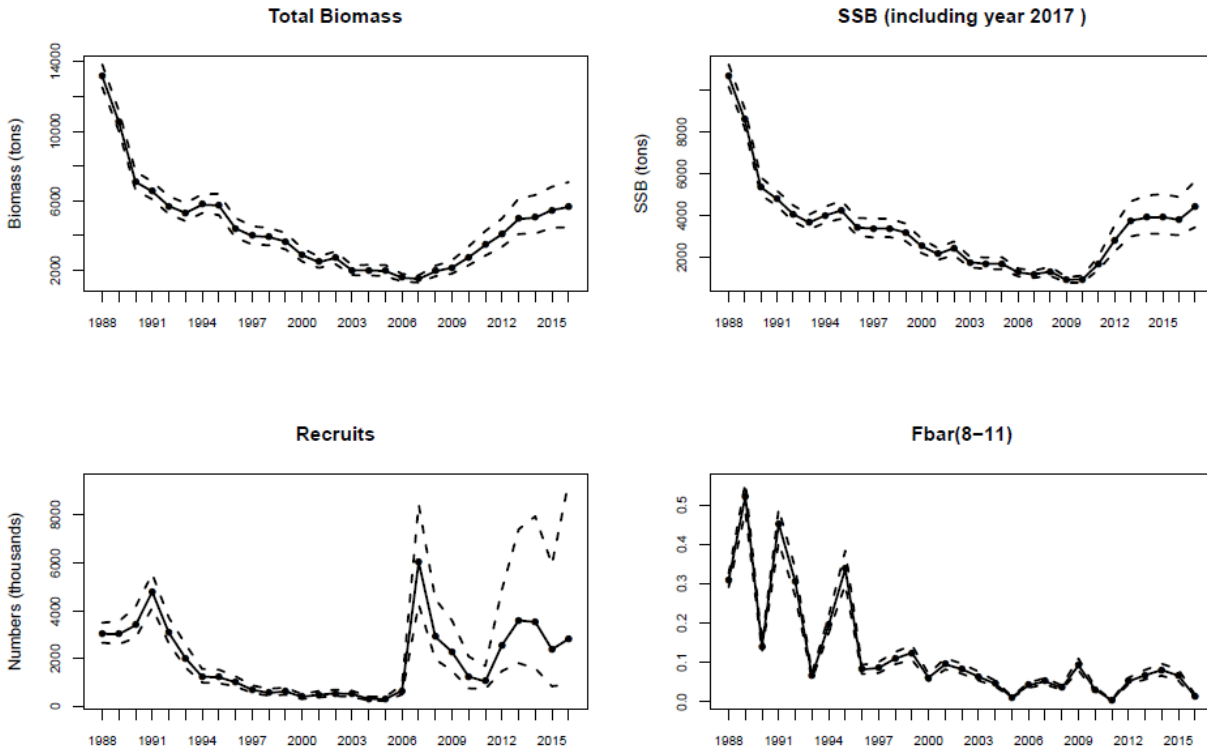 Total Biomass
Biomass (tons)
14000
10000
6000
2000
1988 1991 1994 1997 2000 2003 2006 2009 2012 2015
SSB (including year 2017 )
SSB (tons)
8000
6000
4000
2000
1988 1991 1994 1997 2000 2003 2006 2009 2012 2015
Recruits
Numbers (thousands)
8000
6000
4000
2000
0
1988 1991 1994 1997 2000 2003 2006 2009 2012 2015
Fbar(8−11)
0.5
0.4
0.3
0.2
0.1
0.0
1988 1991 1994 1997 2000 2003 2006 2009 2012 2015